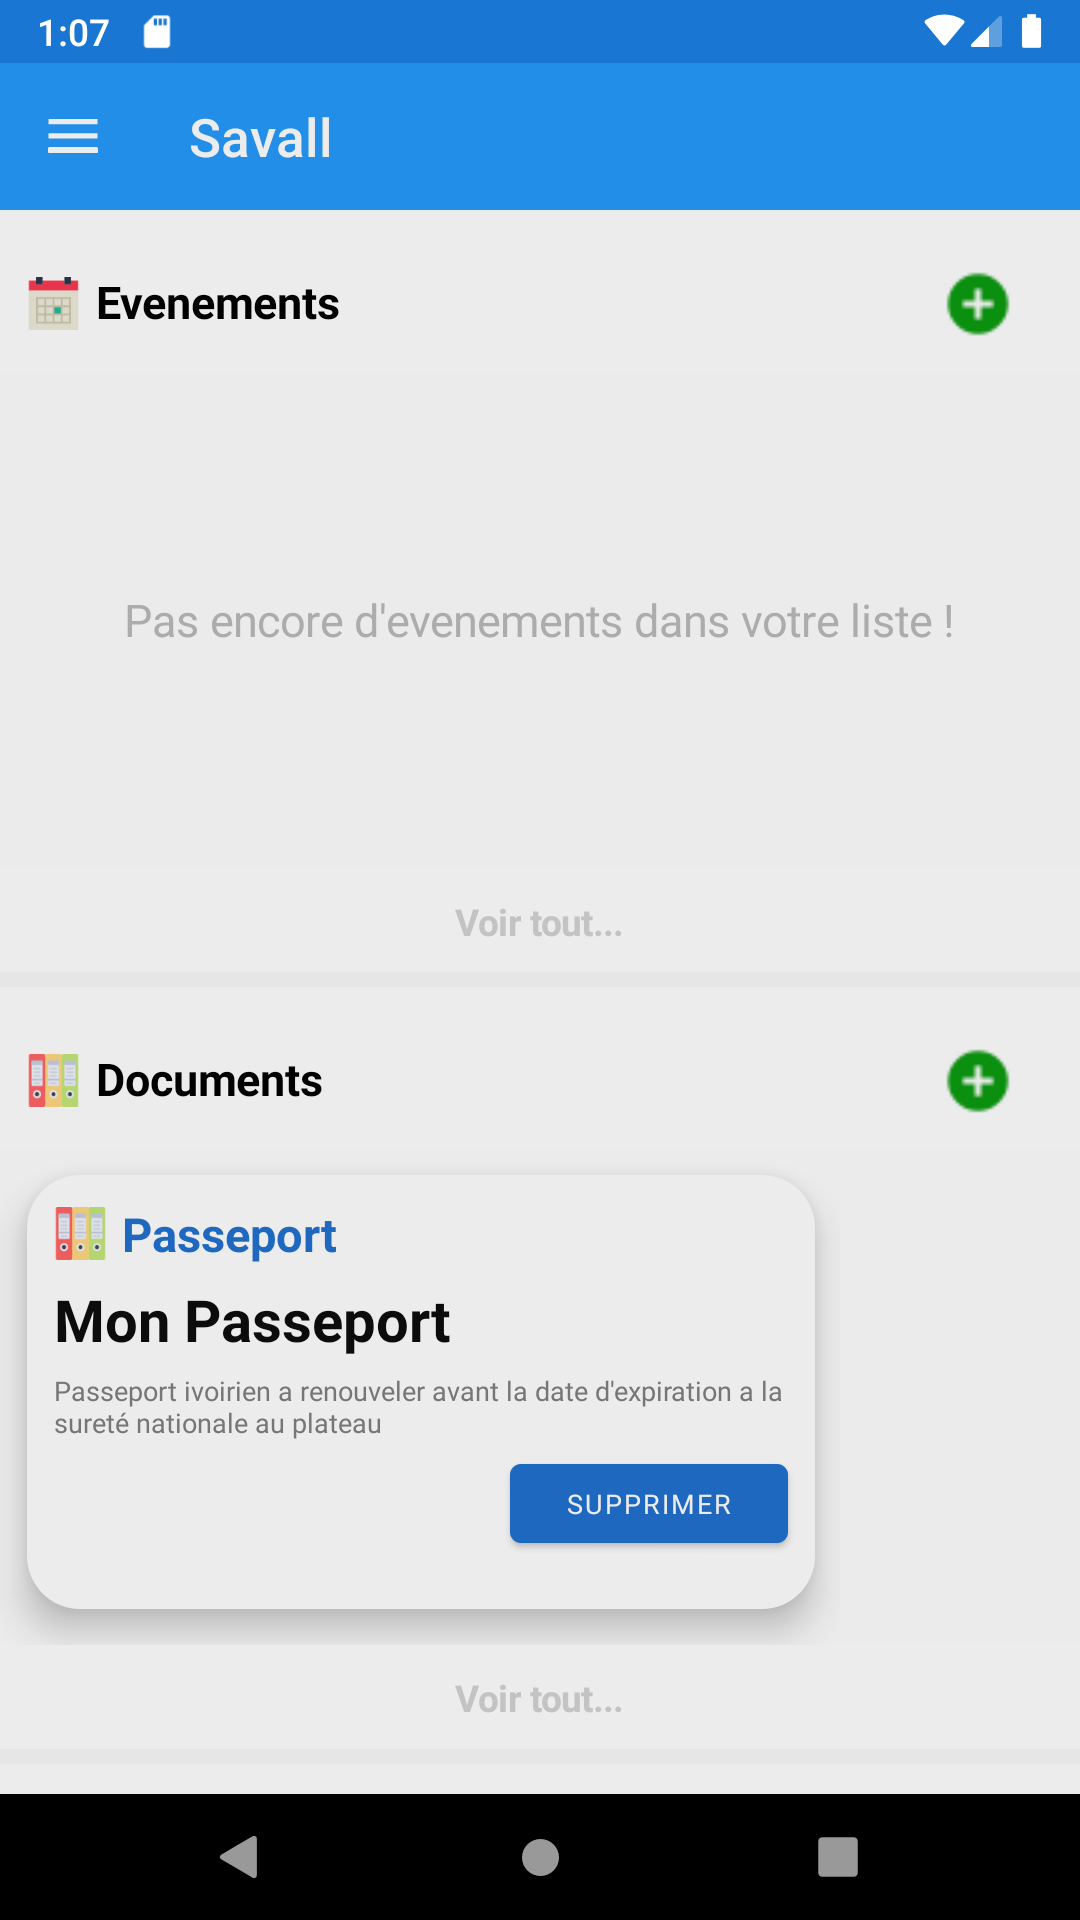 1:07
Savall
Evenements
Pas encore d'evenements dans votre liste !
Voir tout...
Documents
Passeport
Mon Passeport
Passeport ivoirien a renouveler avant la date d'expiration a la
sureté nationale au plateau
SUPPRIMER
Voir tout...